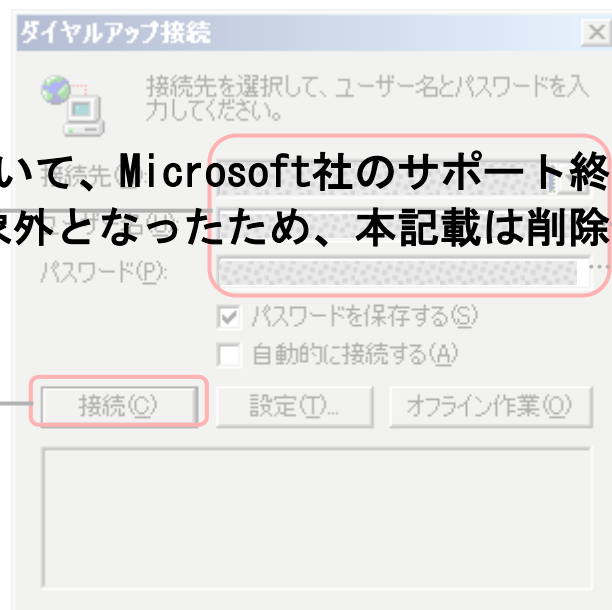 ダイヤルアップ接続
接続先を選択して、ユーザー名とパスワードを入
力してください。
接続先
いて、Microsoft社のサポート終
象外となったため、本記載は削除
パスワード(P):
パスワードを保存する(S)
自動的に接続する(A)
接続(C)
設定(T)...
オフライン作業(O)